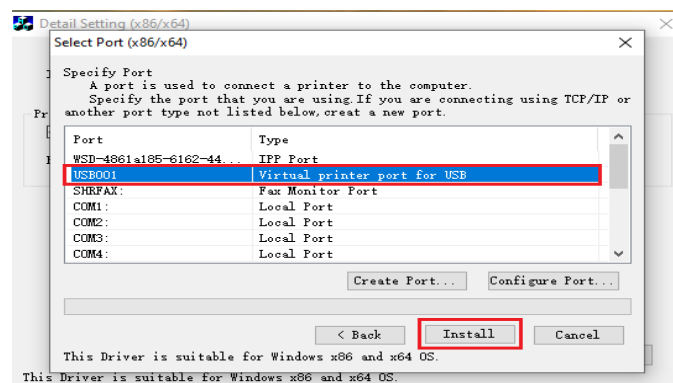 Detail Setting (x86/x64)
Select Port (x86/x64)
Specify Port
A port is used to connect a printer to the computer.
Specify the port that you are using.If you are connecting using TCP/IP or
another port type not listed below,creat a new port.
Pr
Port Type
WSD-4861a185-6162-44... IPP Port
USB001 Virtual printer port for USB
SHRFAX: Fax Monitor Port
COM1: Local Port
COM2: Local Port
COM3: Local Port
COM4: Local Port
Create Port... Configure Port...
< Back Install Cancel
This Driver is suitable for Windows x86 and x64 OS.
This Driver is suitable for Windows x86 and x64 OS.